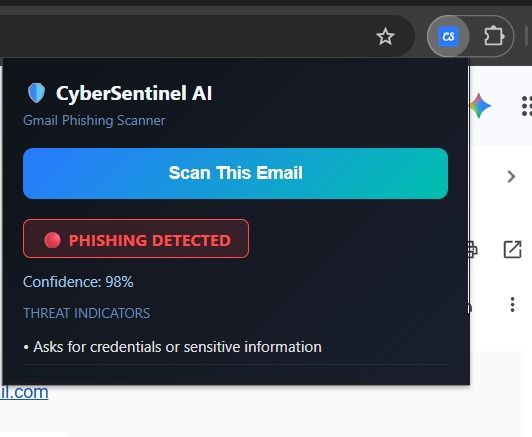 CS
CyberSentinel AI
Gmail Phishing Scanner
Scan This Email
PHISHING DETECTED
Confidence: 98%
THREAT INDICATORS
• Asks for credentials or sensitive information
il.com